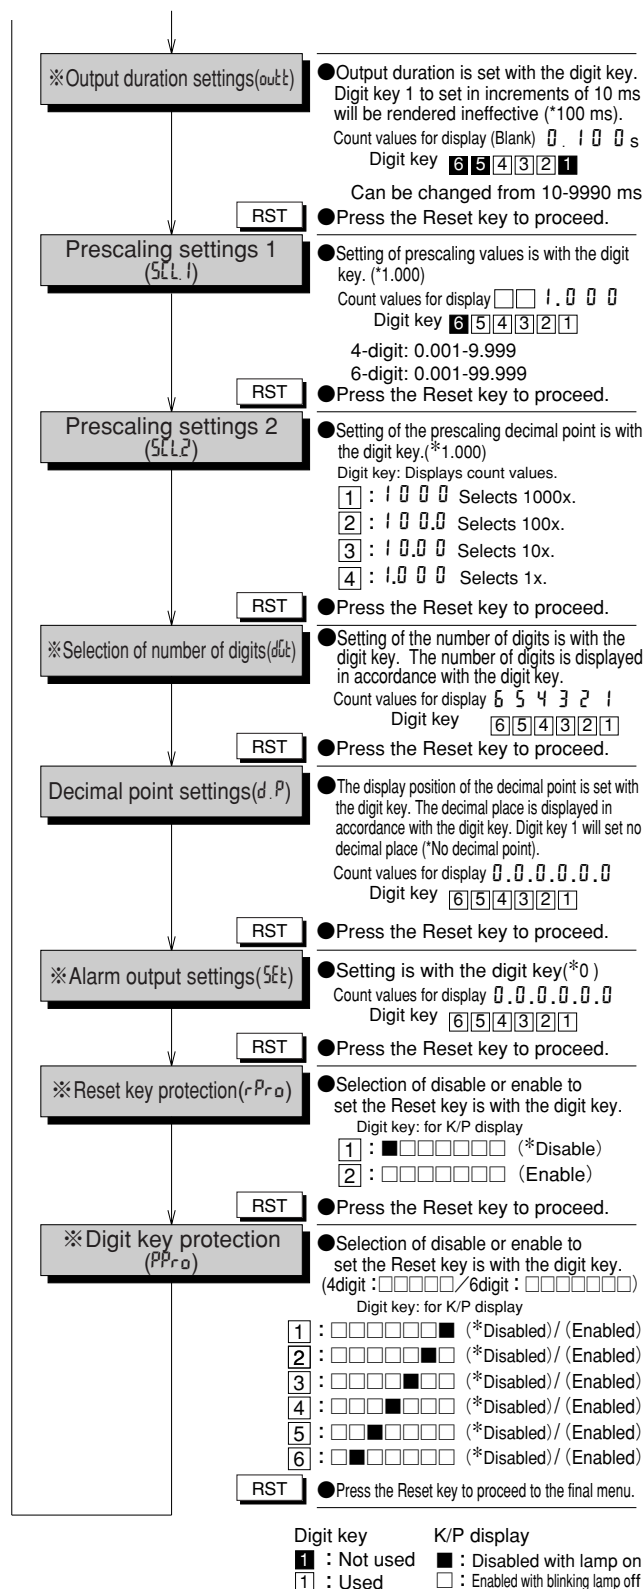 ※Output duration settings(outt)
●Output duration is set with the digit key.
Digit key 1 to set in increments of 10 ms
will be rendered ineffective (*100 ms).
Count values for display (Blank) 0.100 s
Digit key 6 5 4 3 2 1
Can be changed from 10-9990 ms
RST ●Press the Reset key to proceed.
Prescaling settings 1
(SCL.1)
●Setting of prescaling values is with the digit
key. (*1.000)
Count values for display □□ 1.000
Digit key 6 5 4 3 2 1
4-digit: 0.001-9.999
6-digit: 0.001-99.999
RST ●Press the Reset key to proceed.
Prescaling settings 2
(SCL.2)
●Setting of the prescaling decimal point is with
the digit key.(*1.000)
Digit key: Displays count values.
1 : 1000 Selects 1000x.
2 : 100.0 Selects 100x.
3 : 10.00 Selects 10x.
4 : 1.000 Selects 1x.
RST ●Press the Reset key to proceed.
※Selection of number of digits(dGt)
●Setting of the number of digits is with the
digit key. The number of digits is displayed
in accordance with the digit key.
Count values for display 6 5 4 3 2 1
Digit key 6 5 4 3 2 1
RST ●Press the Reset key to proceed.
Decimal point settings(d.P)
●The display position of the decimal point is set with
the digit key. The decimal place is displayed in
accordance with the digit key. Digit key 1 will set no
decimal place (*No decimal point).
Count values for display 0.0.0.0.0.0
Digit key 6 5 4 3 2 1
RST ●Press the Reset key to proceed.
※Alarm output settings(SEt)
●Setting is with the digit key(*0 )
Count values for display 0.0.0.0.0.0
Digit key 6 5 4 3 2 1
RST ●Press the Reset key to proceed.
※Reset key protection(rPro)
●Selection of disable or enable to
set the Reset key is with the digit key.
Digit key: for K/P display
1 : ■□□□□□□ (*Disable)
2 : □□□□□□□ (Enable)
RST ●Press the Reset key to proceed.
※Digit key protection
(PPro)
●Selection of disable or enable to
set the Reset key is with the digit key.
(4digit :□□□□□/6digit : □□□□□□□)
Digit key: for K/P display
1 : □□□□□□■ (*Disabled)/(Enabled)
2 : □□□□□■□ (*Disabled)/(Enabled)
3 : □□□□■□□ (*Disabled)/(Enabled)
4 : □□□■□□□ (*Disabled)/(Enabled)
5 : □□■□□□□ (*Disabled)/(Enabled)
6 : □■□□□□□ (*Disabled)/(Enabled)
RST ●Press the Reset key to proceed to the final menu.
Digit key K/P display
1 : Not used ■ : Disabled with lamp on
1 : Used □ : Enabled with blinking lamp off